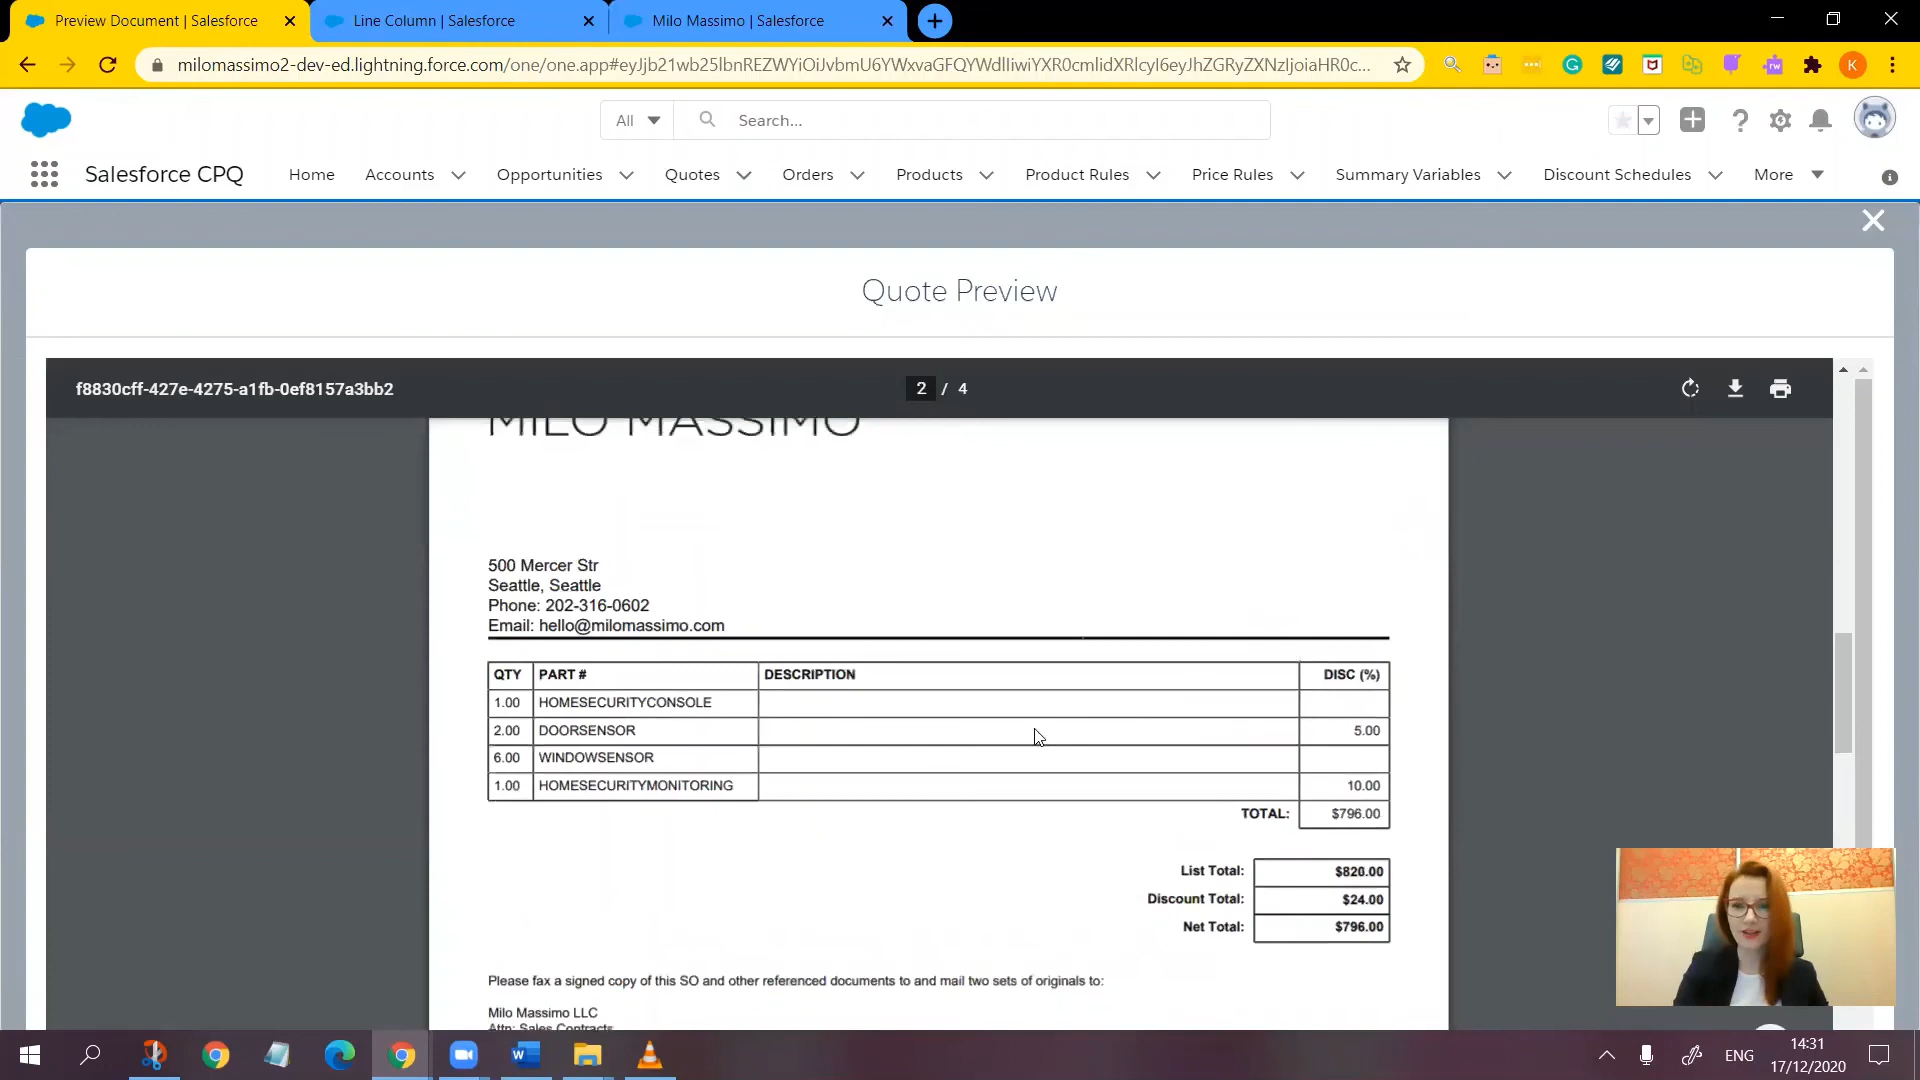 Preview Document | Salesforce
Line Column | Salesforce
Milo Massimo | Salesforce
milomassimo2-dev-ed.lightning.force.com/one/one.app#eyJjb21wb25lbnREZWYiOiJvbmU6YWxvaGFQYWdlIiwiYXR0cmlidXRlcyI6eyJhZGRyZXNzIjoiaHR0c...
K
All
Search...
Salesforce CPQ
Home
Accounts
Opportunities
Quotes
Orders
Products
Product Rules
Price Rules
Summary Variables
Discount Schedules
More
Quote Preview
f8830cff-427e-4275-a1fb-0ef8157a3bb2
2 / 4
MILO MASSIMO
500 Mercer Str
Seattle, Seattle
Phone: 202-316-0602
Email: hello@milomassimo.com
QTY PART # DESCRIPTION DISC (%)
1.00 HOMESECURITYCONSOLE
2.00 DOORSENSOR 5.00
6.00 WINDOWSENSOR
1.00 HOMESECURITYMONITORING 10.00
TOTAL: $796.00
List Total: $820.00
Discount Total: $24.00
Net Total: $796.00
Please fax a signed copy of this SO and other referenced documents to and mail two sets of originals to:
Milo Massimo LLC
Attn: Sales Contracts
ENG
14:31
17/12/2020